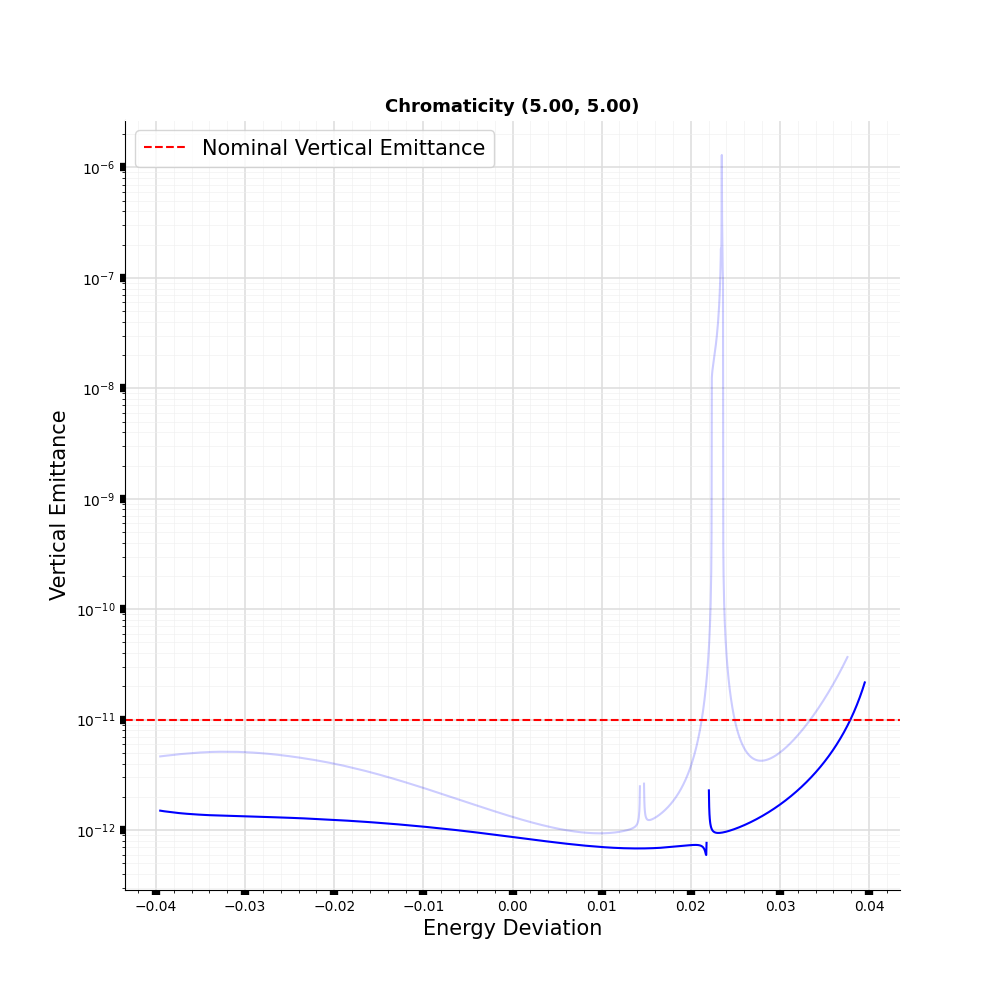 Chromaticity (5.00, 5.00)
Nominal Vertical Emittance
10⁻⁶
10⁻⁷
10⁻⁸
10⁻⁹
10⁻¹⁰
10⁻¹¹
10⁻¹²
Vertical Emittance
−0.04 −0.03 −0.02 −0.01 0.00 0.01 0.02 0.03 0.04
Energy Deviation